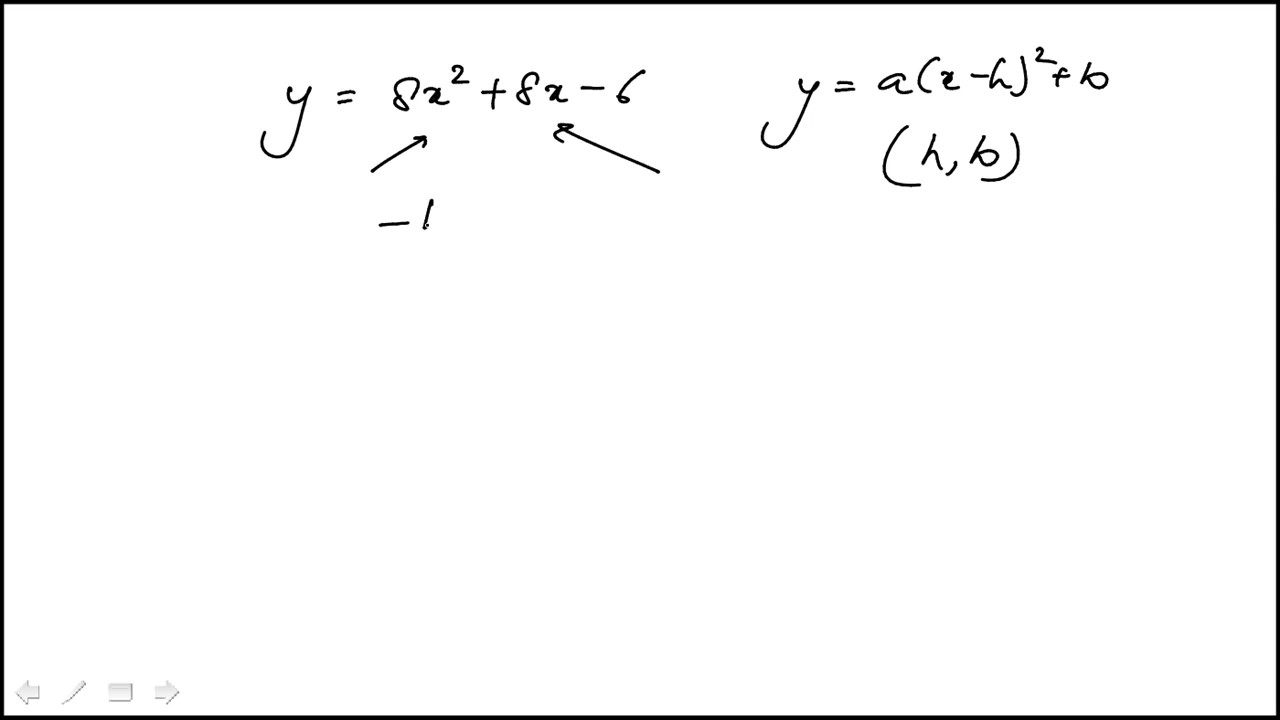 y = 8x² + 8x - 6
y = a(x-h)² + k
(h, k)
-1